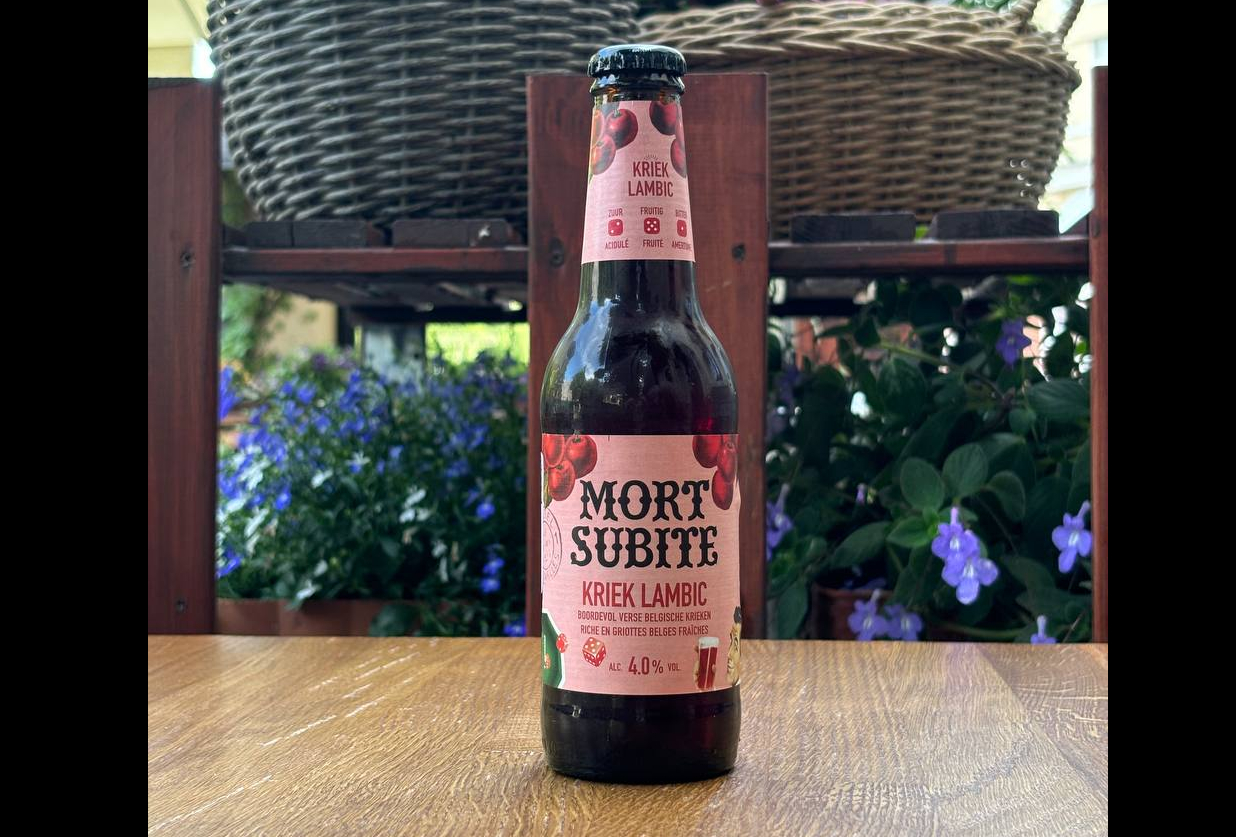 KRIEK
LAMBIC
ZUUR FRUITIG BITTER
ACIDULÉ FRUITÉ
MORT
SUBITE
KRIEK LAMBIC
BOORDEVOL VERSE BELGISCHE KRIEKEN
RICHE EN GRIOTTES BELGES FRAÎCHES
ALC. 4.0% VOL.